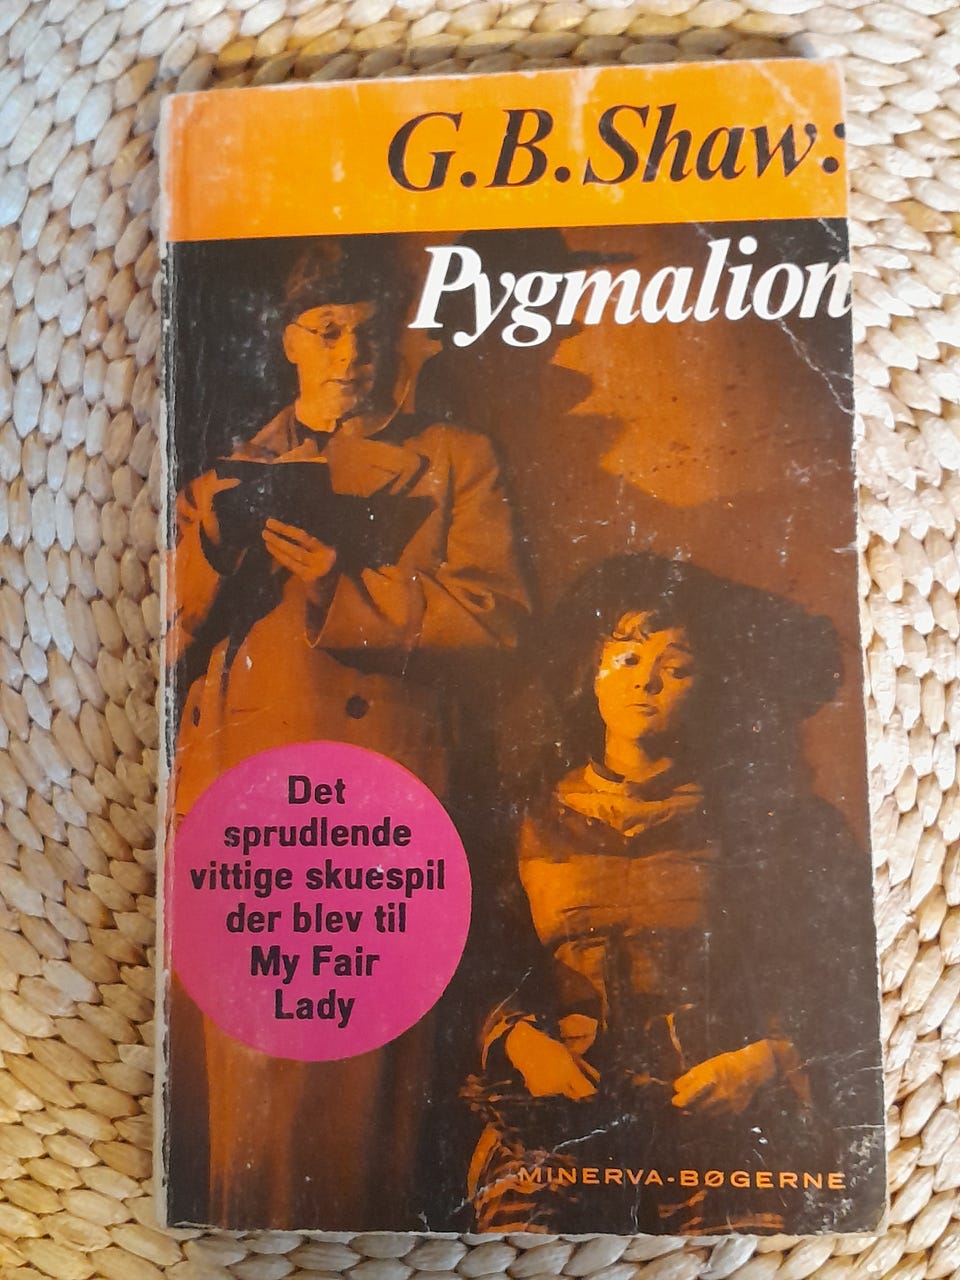 G.B.Shaw:
Pygmalion
Det
sprudlende
vittige skuespil
der blev til
My Fair
Lady
MINERVA-BØGERNE